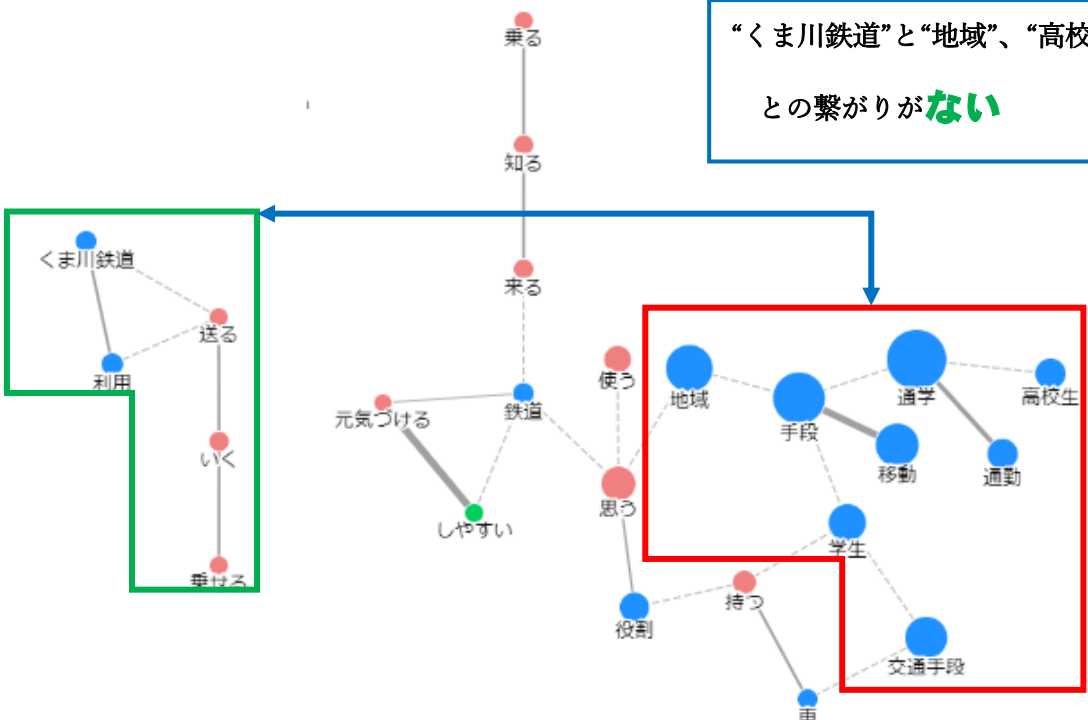 乗る
“くま川鉄道”と“地域”、“高校
との繋がりがない
知る
くま川鉄道
来る
送る
利用
使う
地域
通学
高校生
元気づける
鉄道
手段
移動
通勤
いく
しやすい
思う
学生
乗せる
持つ
役割
交通手段